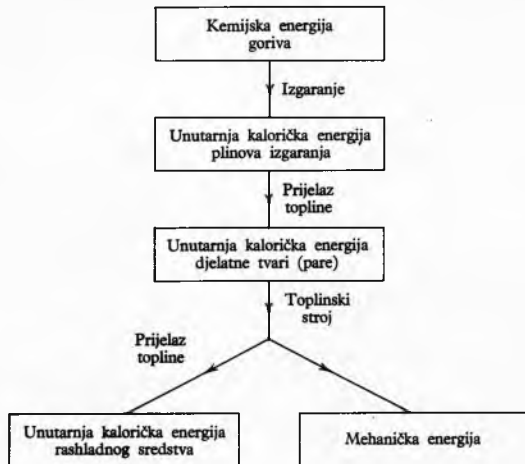 Kemijska energija
goriva
Izgaranje
Unutarnja kalorička energija
plinova izgaranja
Prijelaz
topline
Unutarnja kalorička energija
djelatne tvari (pare)
Toplinski
stroj
Prijelaz
topline
Unutarnja kalorička energija
rashladnog sredstva
Mehanička energija